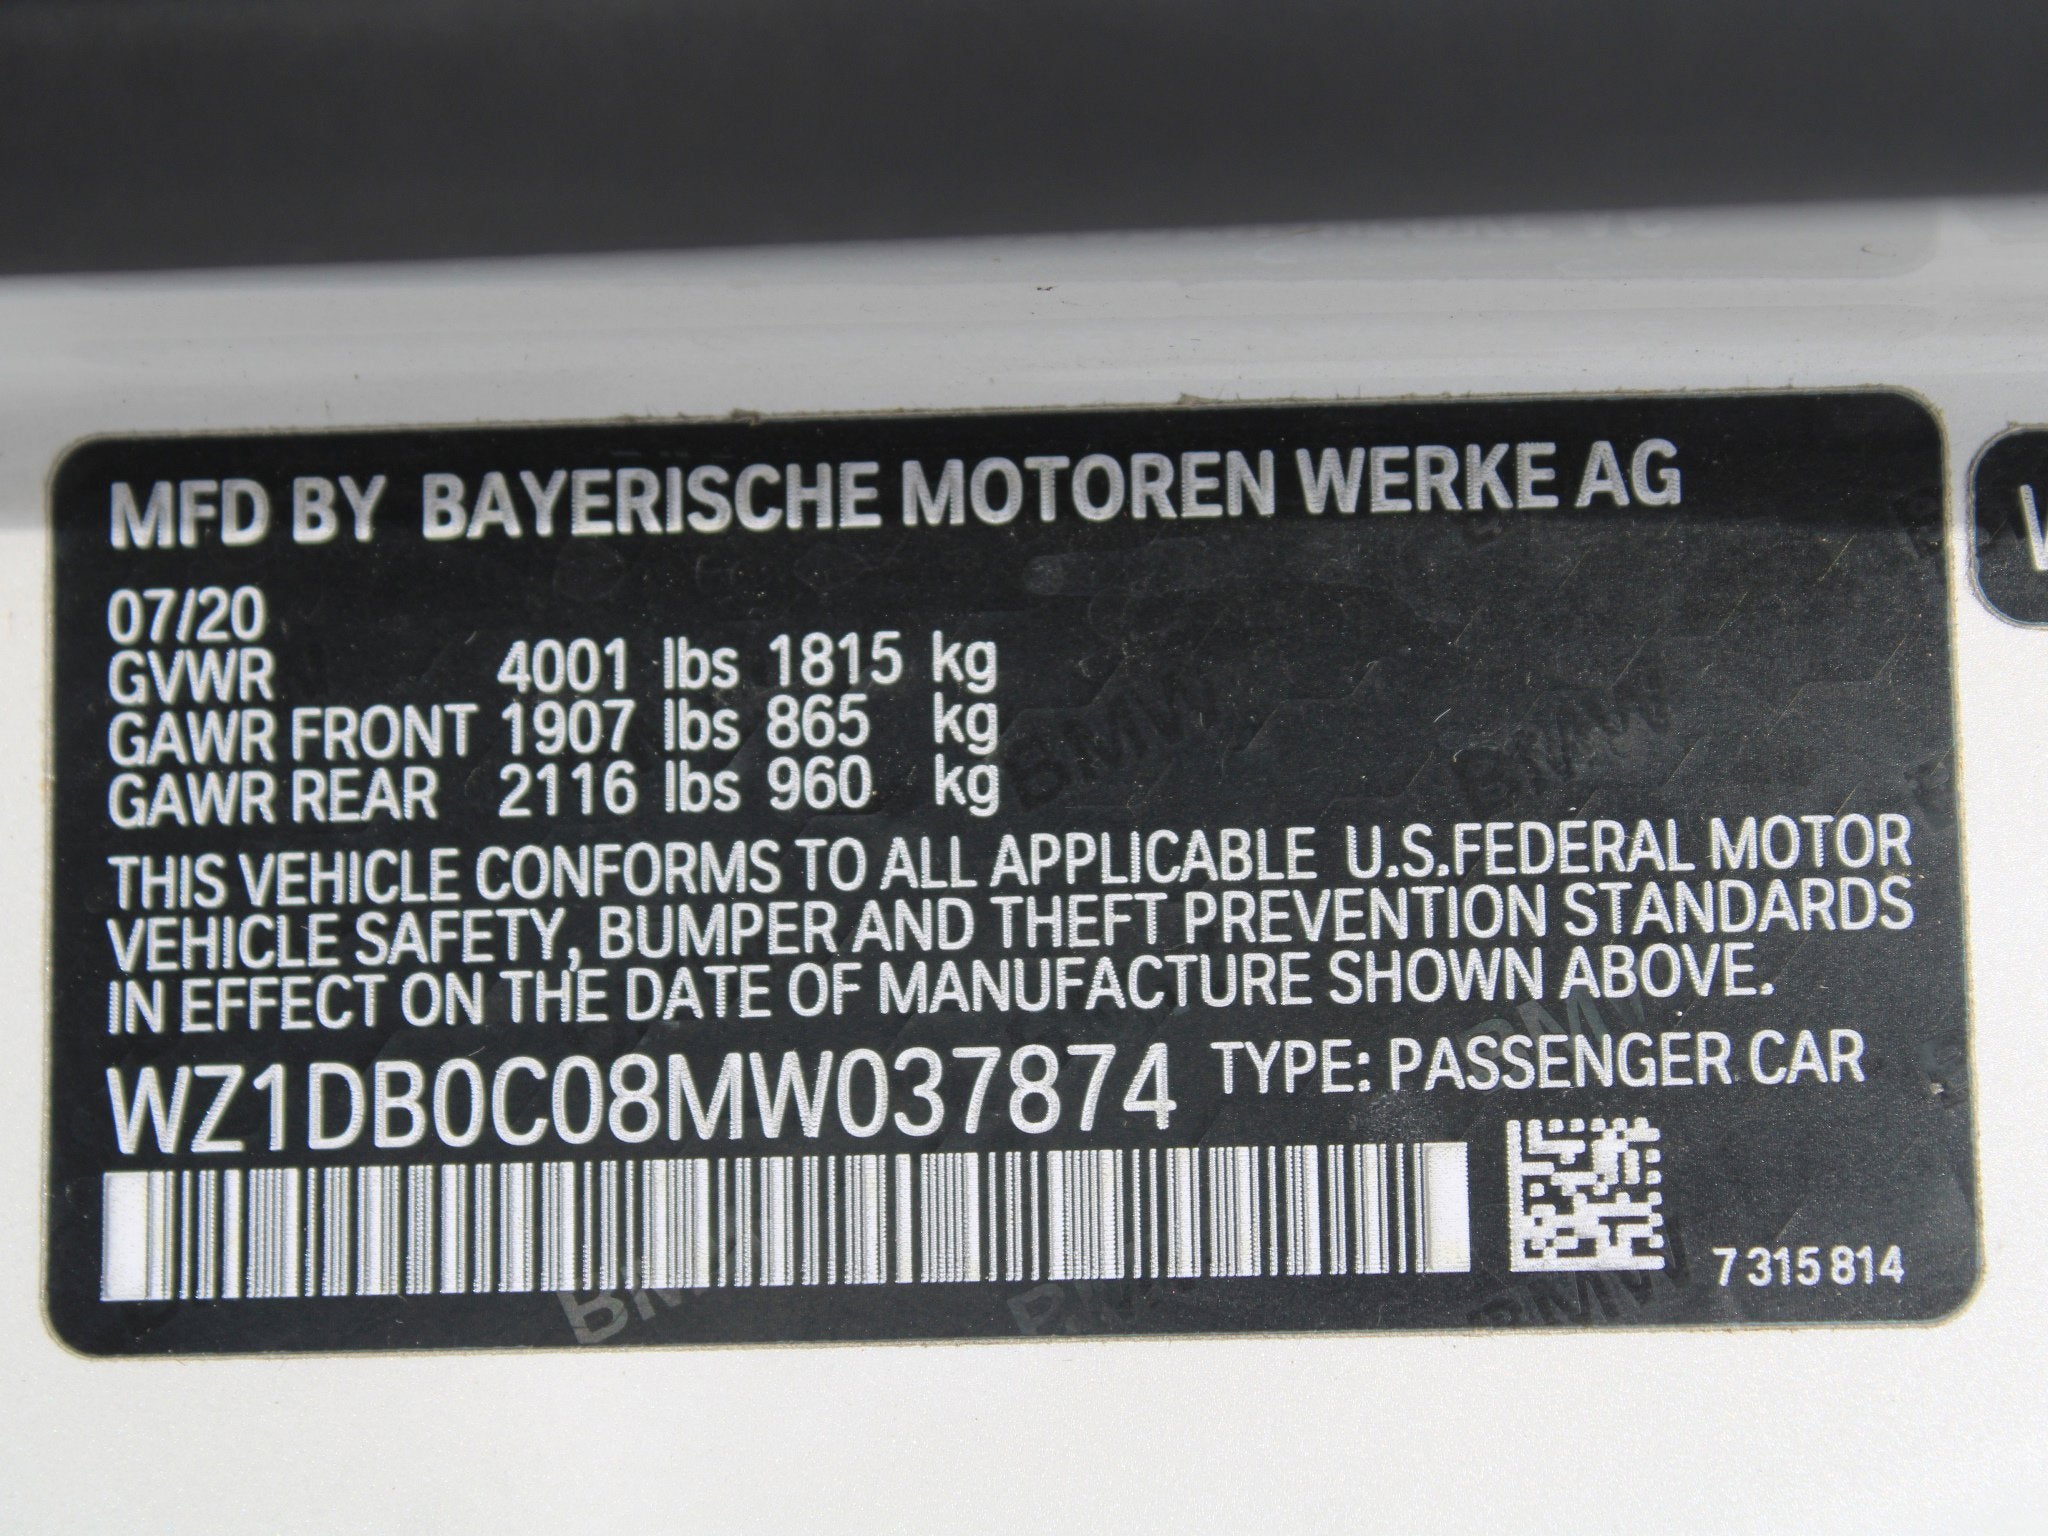 MFD BY BAYERISCHE MOTOREN WERKE AG
07/20
GVWR 4001 lbs 1815 kg
GAWR FRONT 1907 lbs 865 kg
GAWR REAR 2116 lbs 960 kg
THIS VEHICLE CONFORMS TO ALL APPLICABLE U.S.FEDERAL MOTOR
VEHICLE SAFETY, BUMPER AND THEFT PREVENTION STANDARDS
IN EFFECT ON THE DATE OF MANUFACTURE SHOWN ABOVE.
WZ1DB0C08MW037874 TYPE: PASSENGER CAR
7 315 814